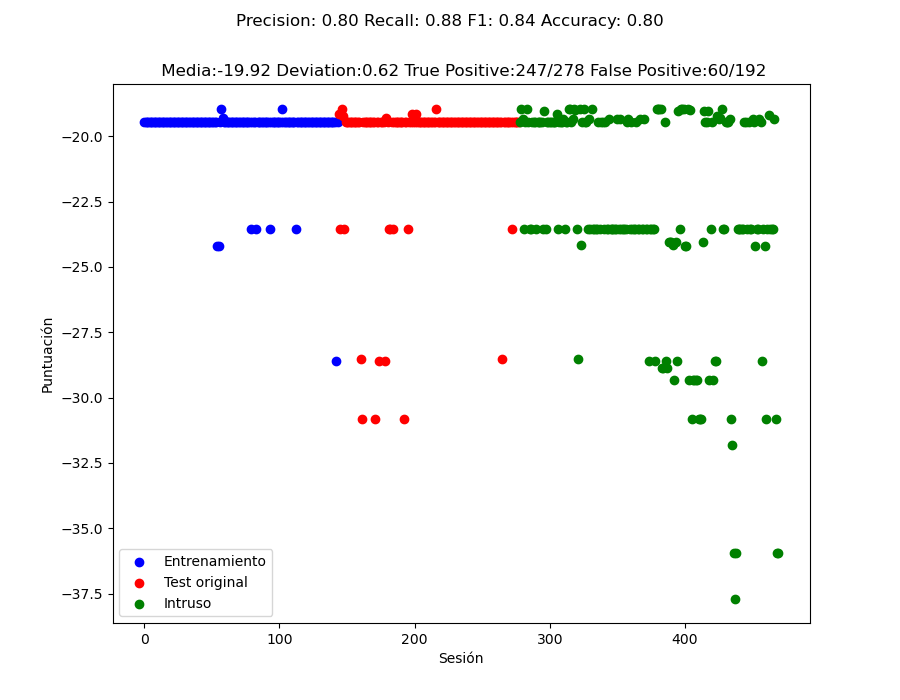 Precision: 0.80 Recall: 0.88 F1: 0.84 Accuracy: 0.80
Media:-19.92 Deviation:0.62 True Positive:247/278 False Positive:60/192
−20.0
−22.5
−25.0
−27.5
−30.0
−32.5
−35.0
−37.5
Puntuación
Entrenamiento
Test original
Intruso
0
100
200
300
400
Sesión